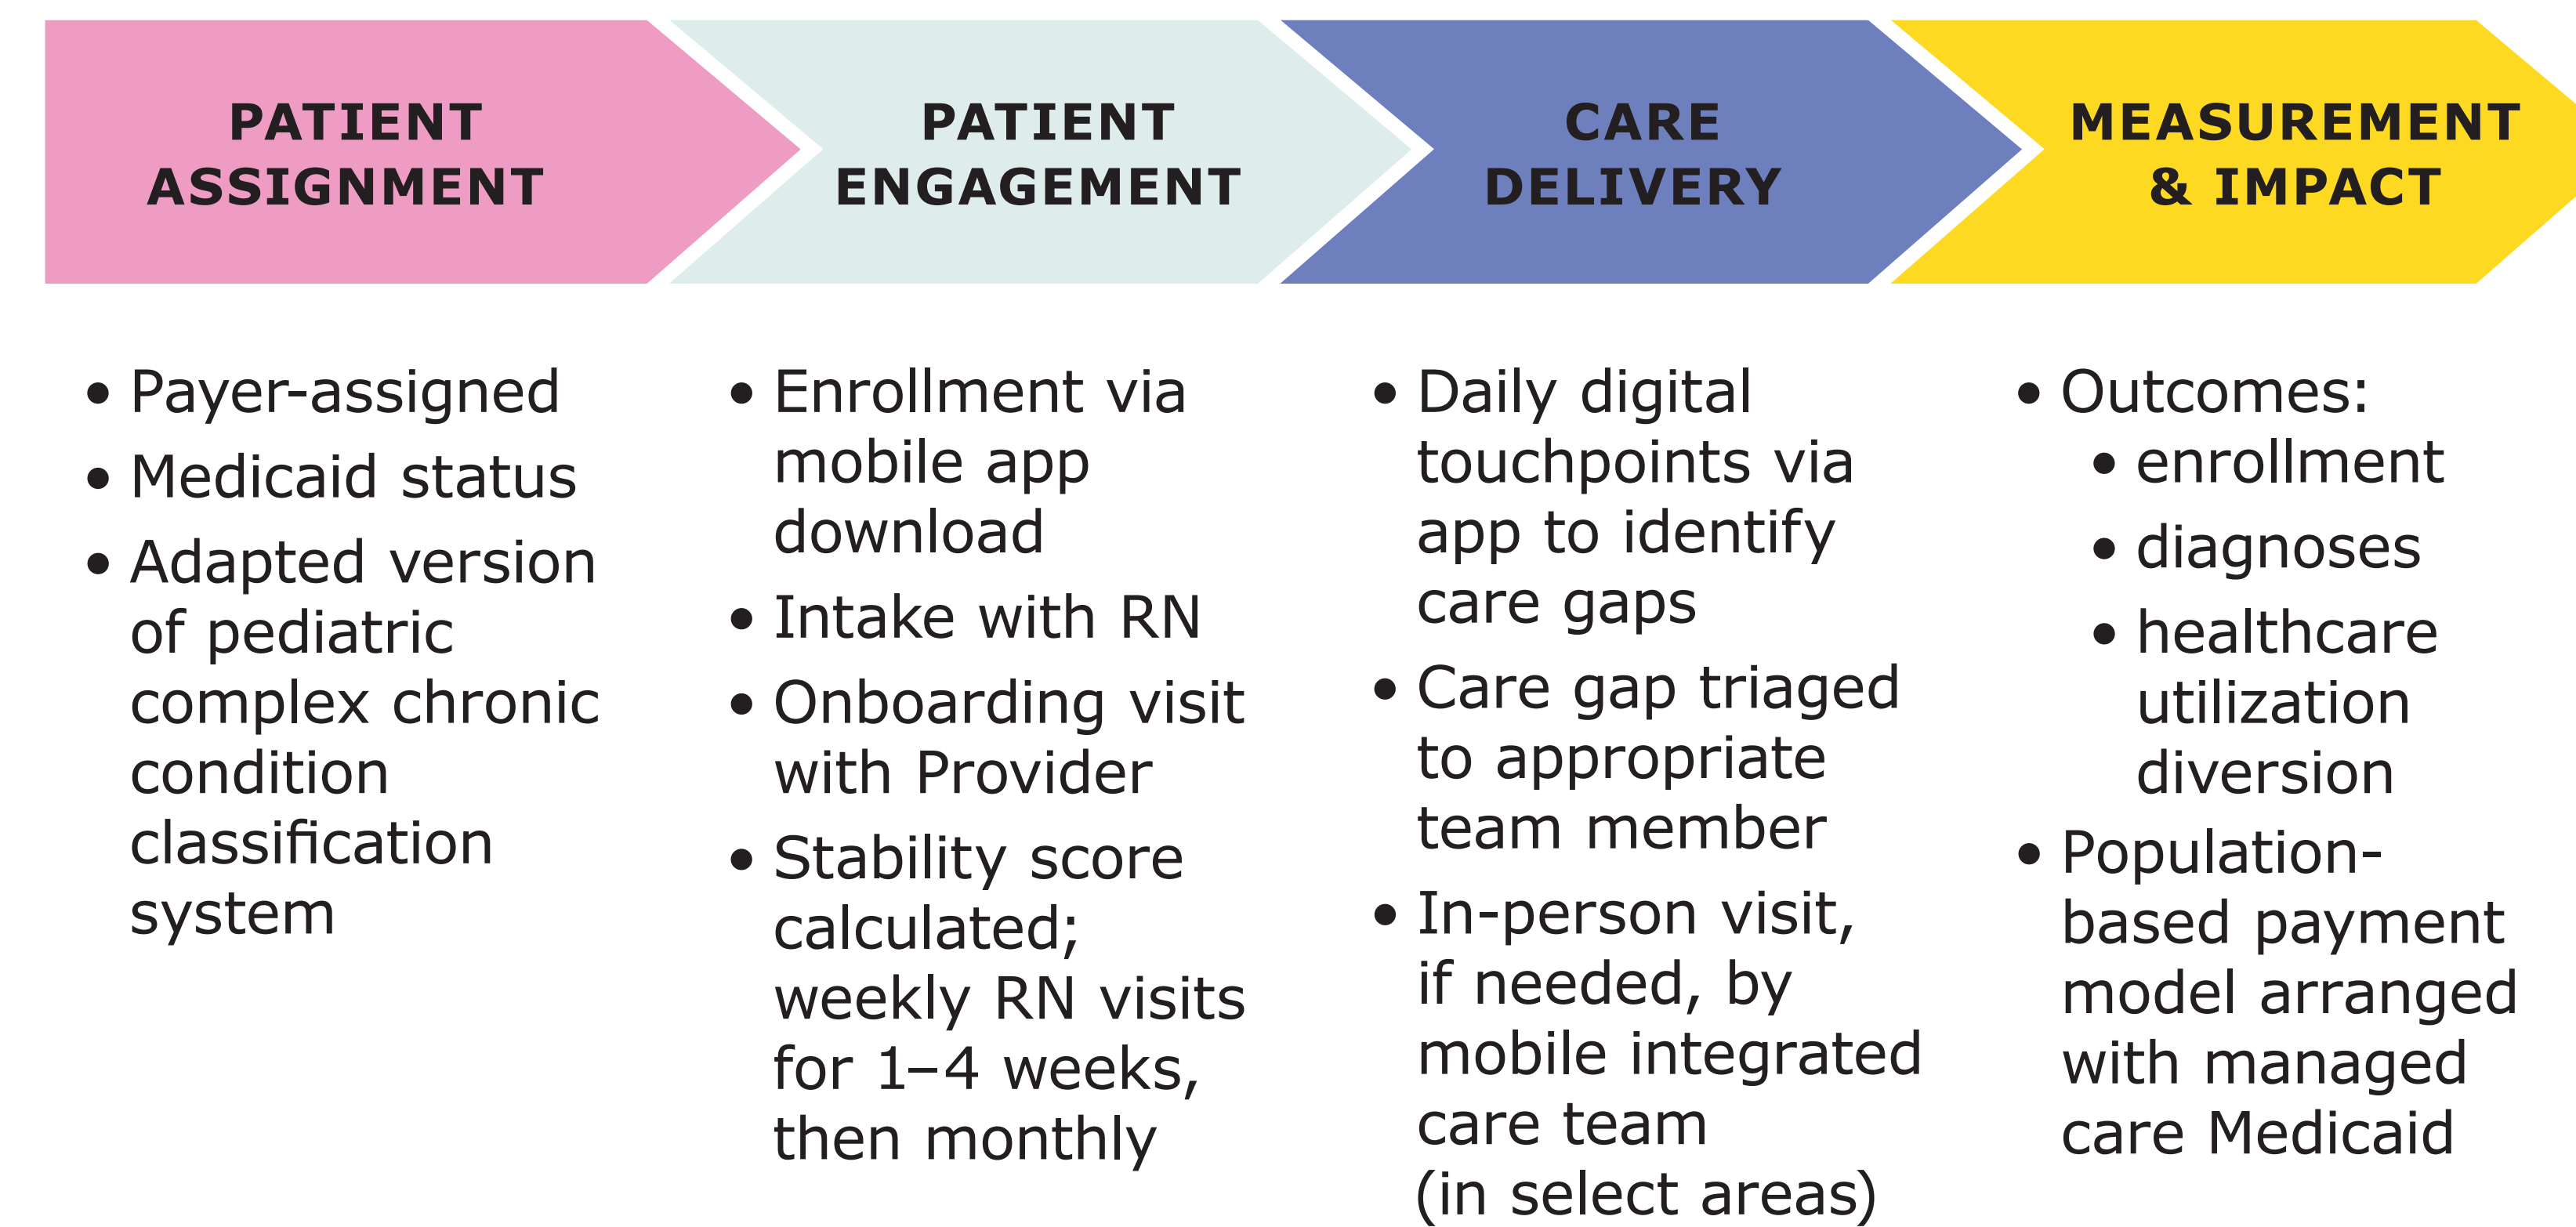 PATIENT
ASSIGNMENT
PATIENT
ENGAGEMENT
CARE
DELIVERY
MEASUREMENT
& IMPACT
• Payer-assigned
• Medicaid status
• Adapted version
of pediatric
complex chronic
condition
classification
system
• Enrollment via
mobile app
download
• Intake with RN
• Onboarding visit
with Provider
• Stability score
calculated;
weekly RN visits
for 1–4 weeks,
then monthly
• Daily digital
touchpoints via
app to identify
care gaps
• Care gap triaged
to appropriate
team member
• In-person visit,
if needed, by
mobile integrated
care team
(in select areas)
• Outcomes:
• enrollment
• diagnoses
• healthcare
utilization
diversion
• Population-
based payment
model arranged
with managed
care Medicaid